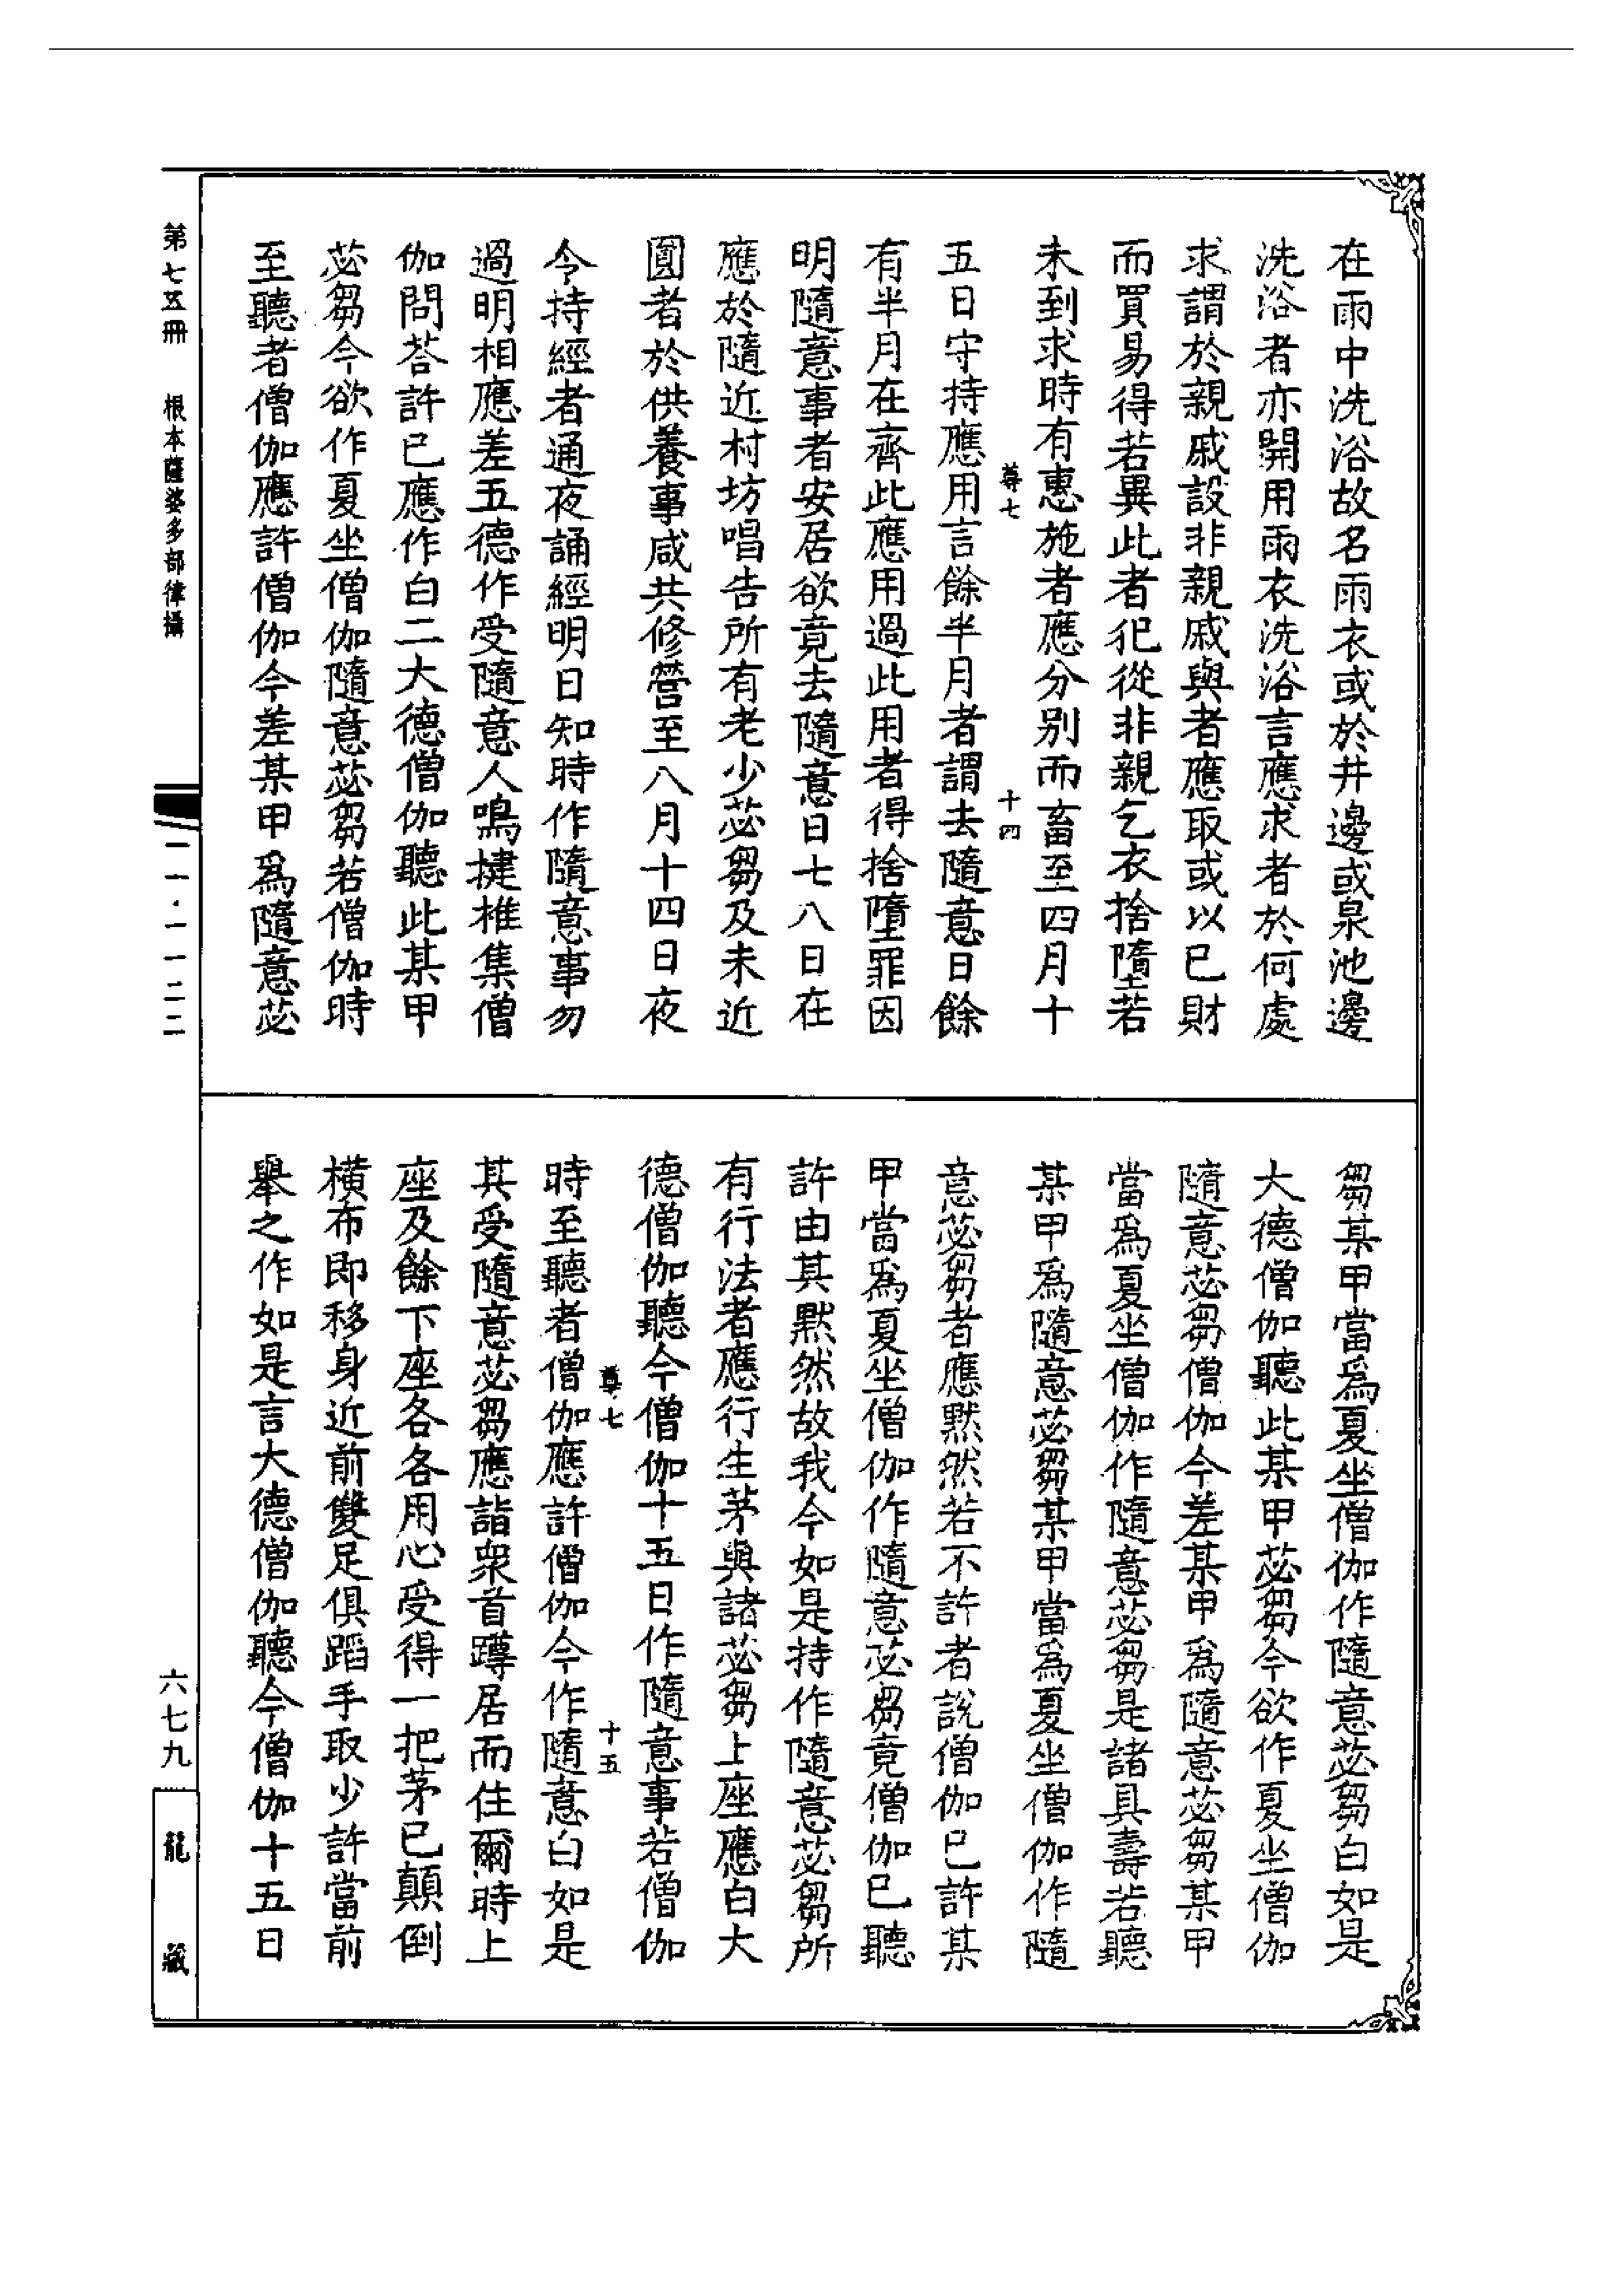 在雨中洗浴故名雨衣或於井邊或泉池邊
洗浴者亦開用雨衣洗浴言應求者於何處
求謂於親戚設非親戚與者應取或以已財
而買易得若異此者犯從非親乞衣捨墮若
未到求時有惠施者應分別而畜至四月十
尊七 十四
五日守持應用言餘半月者謂去隨意日餘
有半月在齊此應用過此用者得捨墮罪因
明隨意事者安居欲竟去隨意日七八日在
應於隨近村坊唱告所有老少苾芻及未近
圓者於供養事咸共修營至八月十四日夜
令持經者通夜誦經明日知時作隨意事勿
過明相應差五德作受隨意人鳴揵椎集僧
伽問荅許已應作白二大德僧伽聽此某甲
苾芻今欲作夏坐僧伽隨意苾芻若僧伽時
至聽者僧伽應許僧伽今差某甲為隨意苾
芻某甲當為夏坐僧伽作隨意苾芻白如是
大德僧伽聽此某甲苾芻今欲作夏坐僧伽
隨意苾芻僧伽今差某甲為隨意苾芻某甲
當為夏坐僧伽作隨意苾芻是諸具壽若聽
某甲為隨意苾芻某甲當為夏坐僧伽作隨
意苾芻者應默然若不許者說僧伽已許某
甲當為夏坐僧伽作隨意苾芻竟僧伽已聽
許由其默然故我今如是持作隨意苾芻所
有行法者應行生茅與諸苾芻上座應白大
德僧伽聽今僧伽十五日作隨意事若僧伽
尊七 十五
時至聽者僧伽應許僧伽今作隨意白如是
其受隨意苾芻應詣衆首蹲居而住爾時上
座及餘下座各各用心受得一把茅已顛倒
橫布即移身近前雙足俱蹈手取少許當前
舉之作如是言大德僧伽聽今僧伽十五日
第七五冊 根本薩婆多部律攝 一一·一一二二
六七九
龍藏